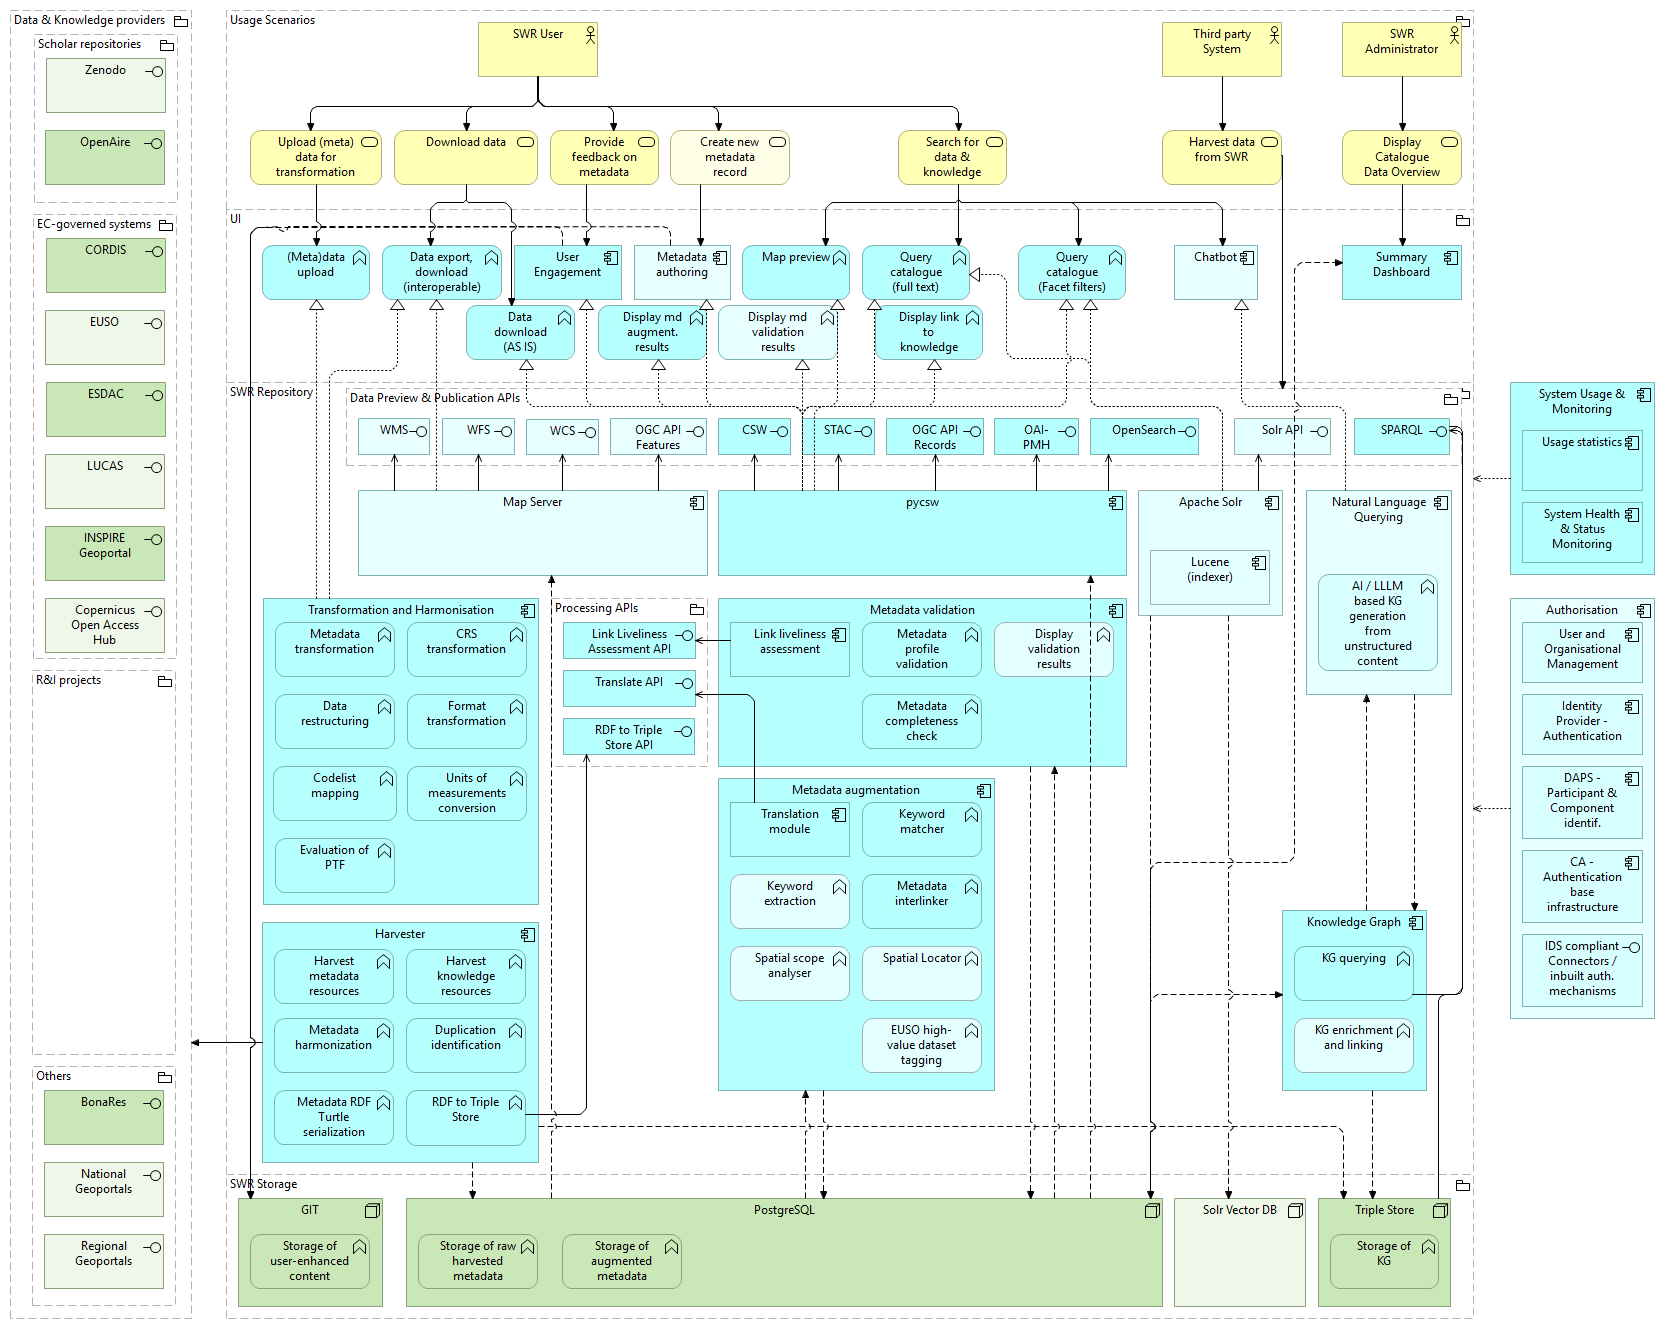 Data & Knowledge providers
Scholar repositories
Zenodo
OpenAire
EC-governed systems
CORDIS
EUSO
ESDAC
LUCAS
INSPIRE
Geoportal
Copernicus
Open Access
Hub
R&I projects
Others
BonaRes
National
Geoportals
Regional
Geoportals
Usage Scenarios
SWR User
Third party
System
SWR
Administrator
Upload (meta)
data for
transformation
Download data
Provide
feedback on
metadata
Create new
metadata
record
Search for
data &
knowledge
Harvest data
from SWR
Display
Catalogue
Data Overview
UI
(Meta)data
upload
Data export,
download
(interoperable)
User
Engagement
Metadata
authoring
Map preview
Query
catalogue
(full text)
Query
catalogue
(Facet filters)
Chatbot
Summary
Dashboard
Data
download
(AS IS)
Display md
augment.
results
Display md
validation
results
Display link
to
knowledge
SWR Repository
Data Preview & Publication APIs
WMS
WFS
WCS
OGC API
Features
CSW
STAC
OGC API
Records
OAI-
PMH
OpenSearch
Solr API
SPARQL
Map Server
pycsw
Apache Solr
Lucene
(indexer)
Natural Language
Querying
AI / LLLM
based KG
generation
from
unstructured
content
Transformation and Harmonisation
Metadata
transformation
CRS
transformation
Data
restructuring
Format
transformation
Codelist
mapping
Units of
measurements
conversion
Evaluation of
PTF
Processing APIs
Link Liveliness
Assessment API
Translate API
RDF to Triple
Store API
Metadata validation
Link liveliness
assessment
Metadata
profile
validation
Display
validation
results
Metadata
completeness
check
Metadata augmentation
Translation
module
Keyword
matcher
Keyword
extraction
Metadata
interlinker
Spatial scope
analyser
Spatial Locator
EUSO high-
value dataset
tagging
Harvester
Harvest
metadata
resources
Harvest
knowledge
resources
Metadata
harmonization
Duplication
identification
Metadata RDF
Turtle
serialization
RDF to Triple
Store
Knowledge Graph
KG querying
KG enrichment
and linking
SWR Storage
GIT
Storage of
user-enhanced
content
PostgreSQL
Storage of raw
harvested
metadata
Storage of
augmented
metadata
Solr Vector DB
Triple Store
Storage of
KG
System Usage &
Monitoring
Usage statistics
System Health
& Status
Monitoring
Authorisation
User and
Organisational
Management
Identity
Provider -
Authentication
DAPS -
Participant &
Component
identif.
CA -
Authentication
base
infrastructure
IDS compliant
Connectors /
inbuilt auth.
mechanisms